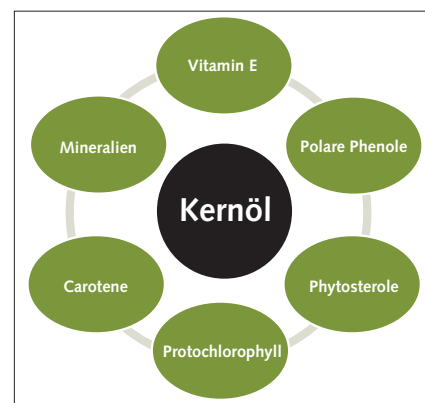 Vitamin E
Mineralien
Polare Phenole
Kernöl
Carotene
Phytosterole
Protochlorophyll